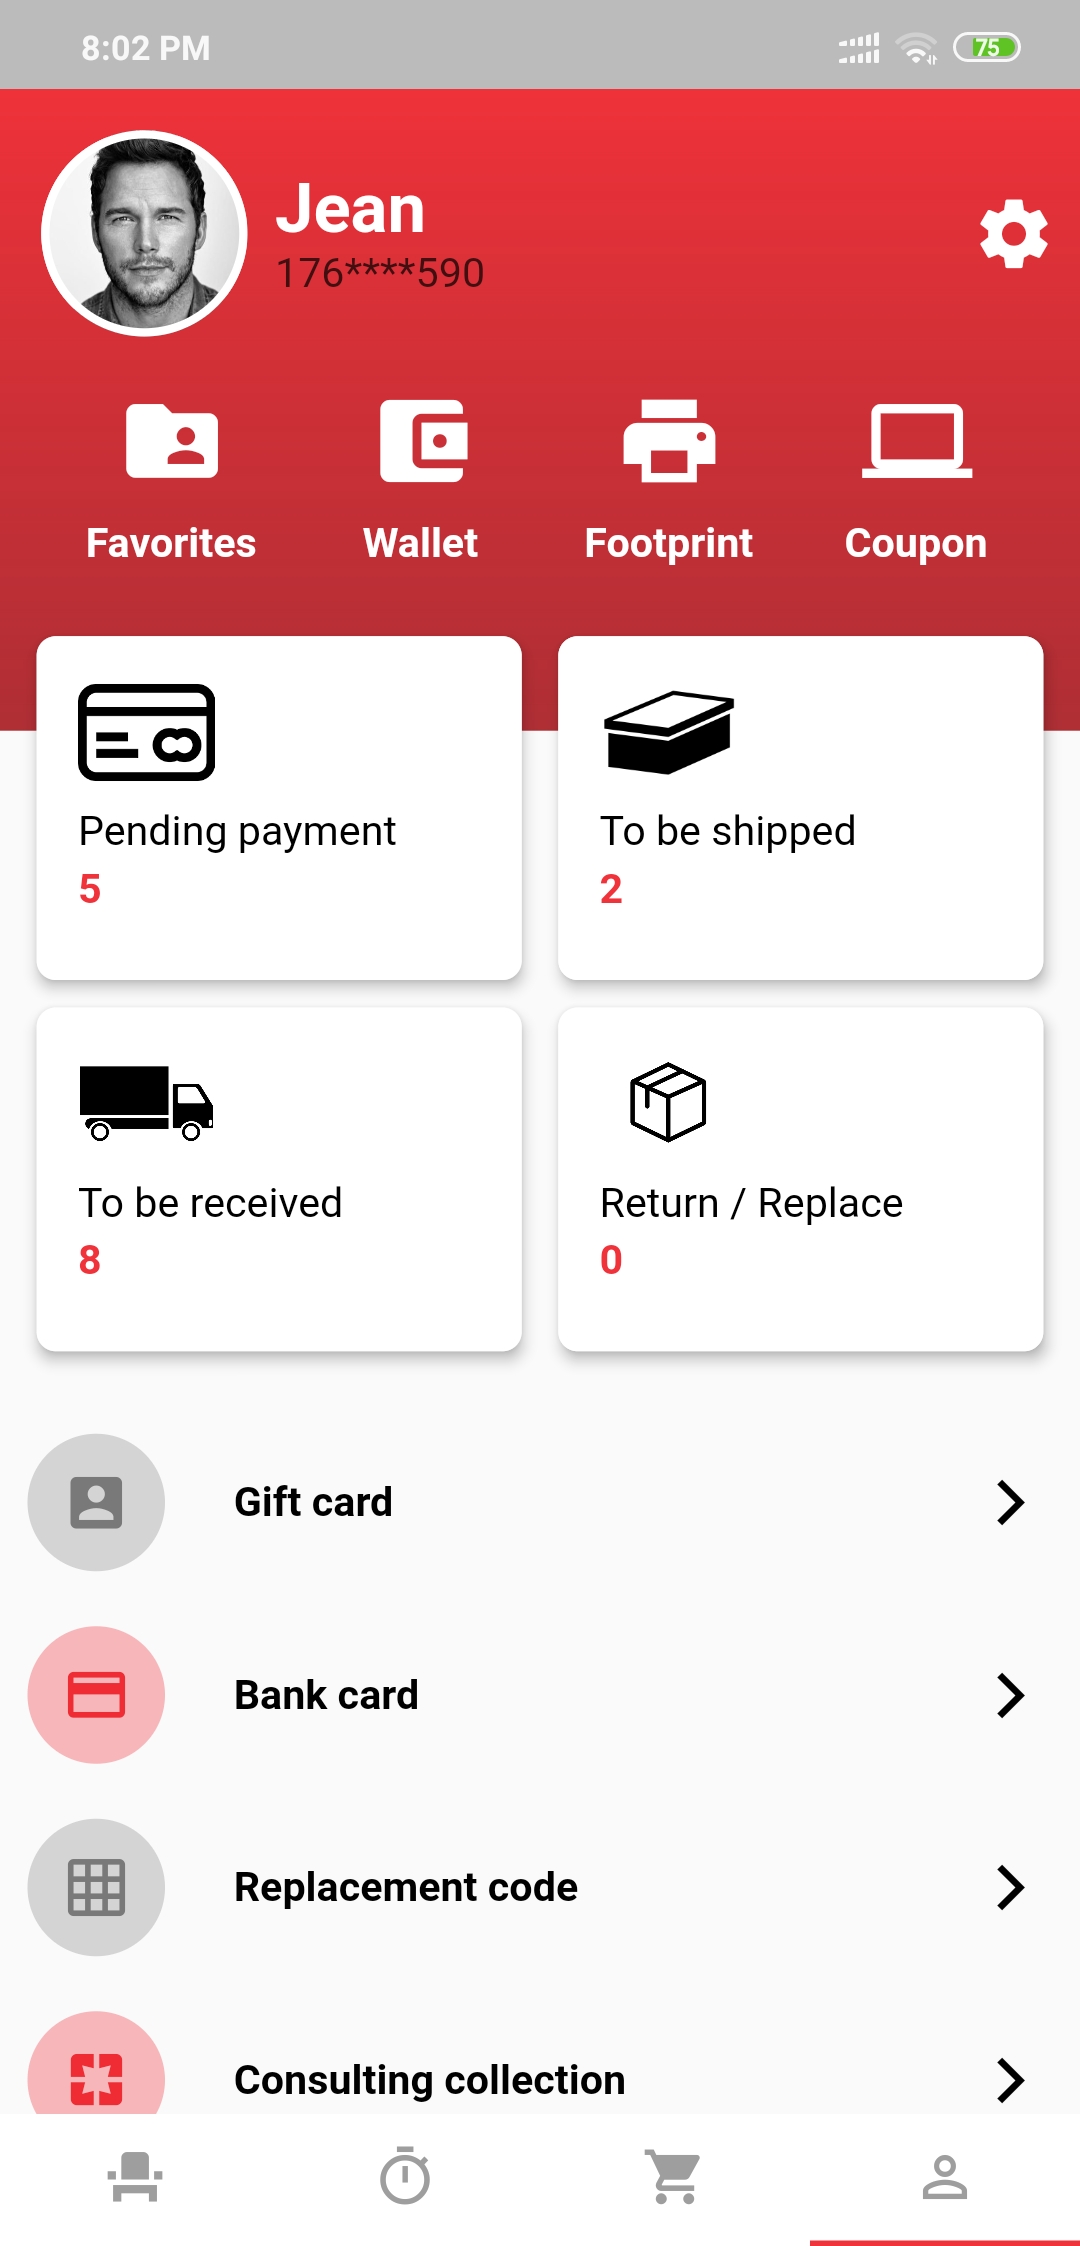 8:02 PM
75
Jean
176****590
Favorites
Wallet
Footprint
Coupon
Pending payment
5
To be shipped
2
To be received
8
Return / Replace
0
Gift card
Bank card
Replacement code
Consulting collection